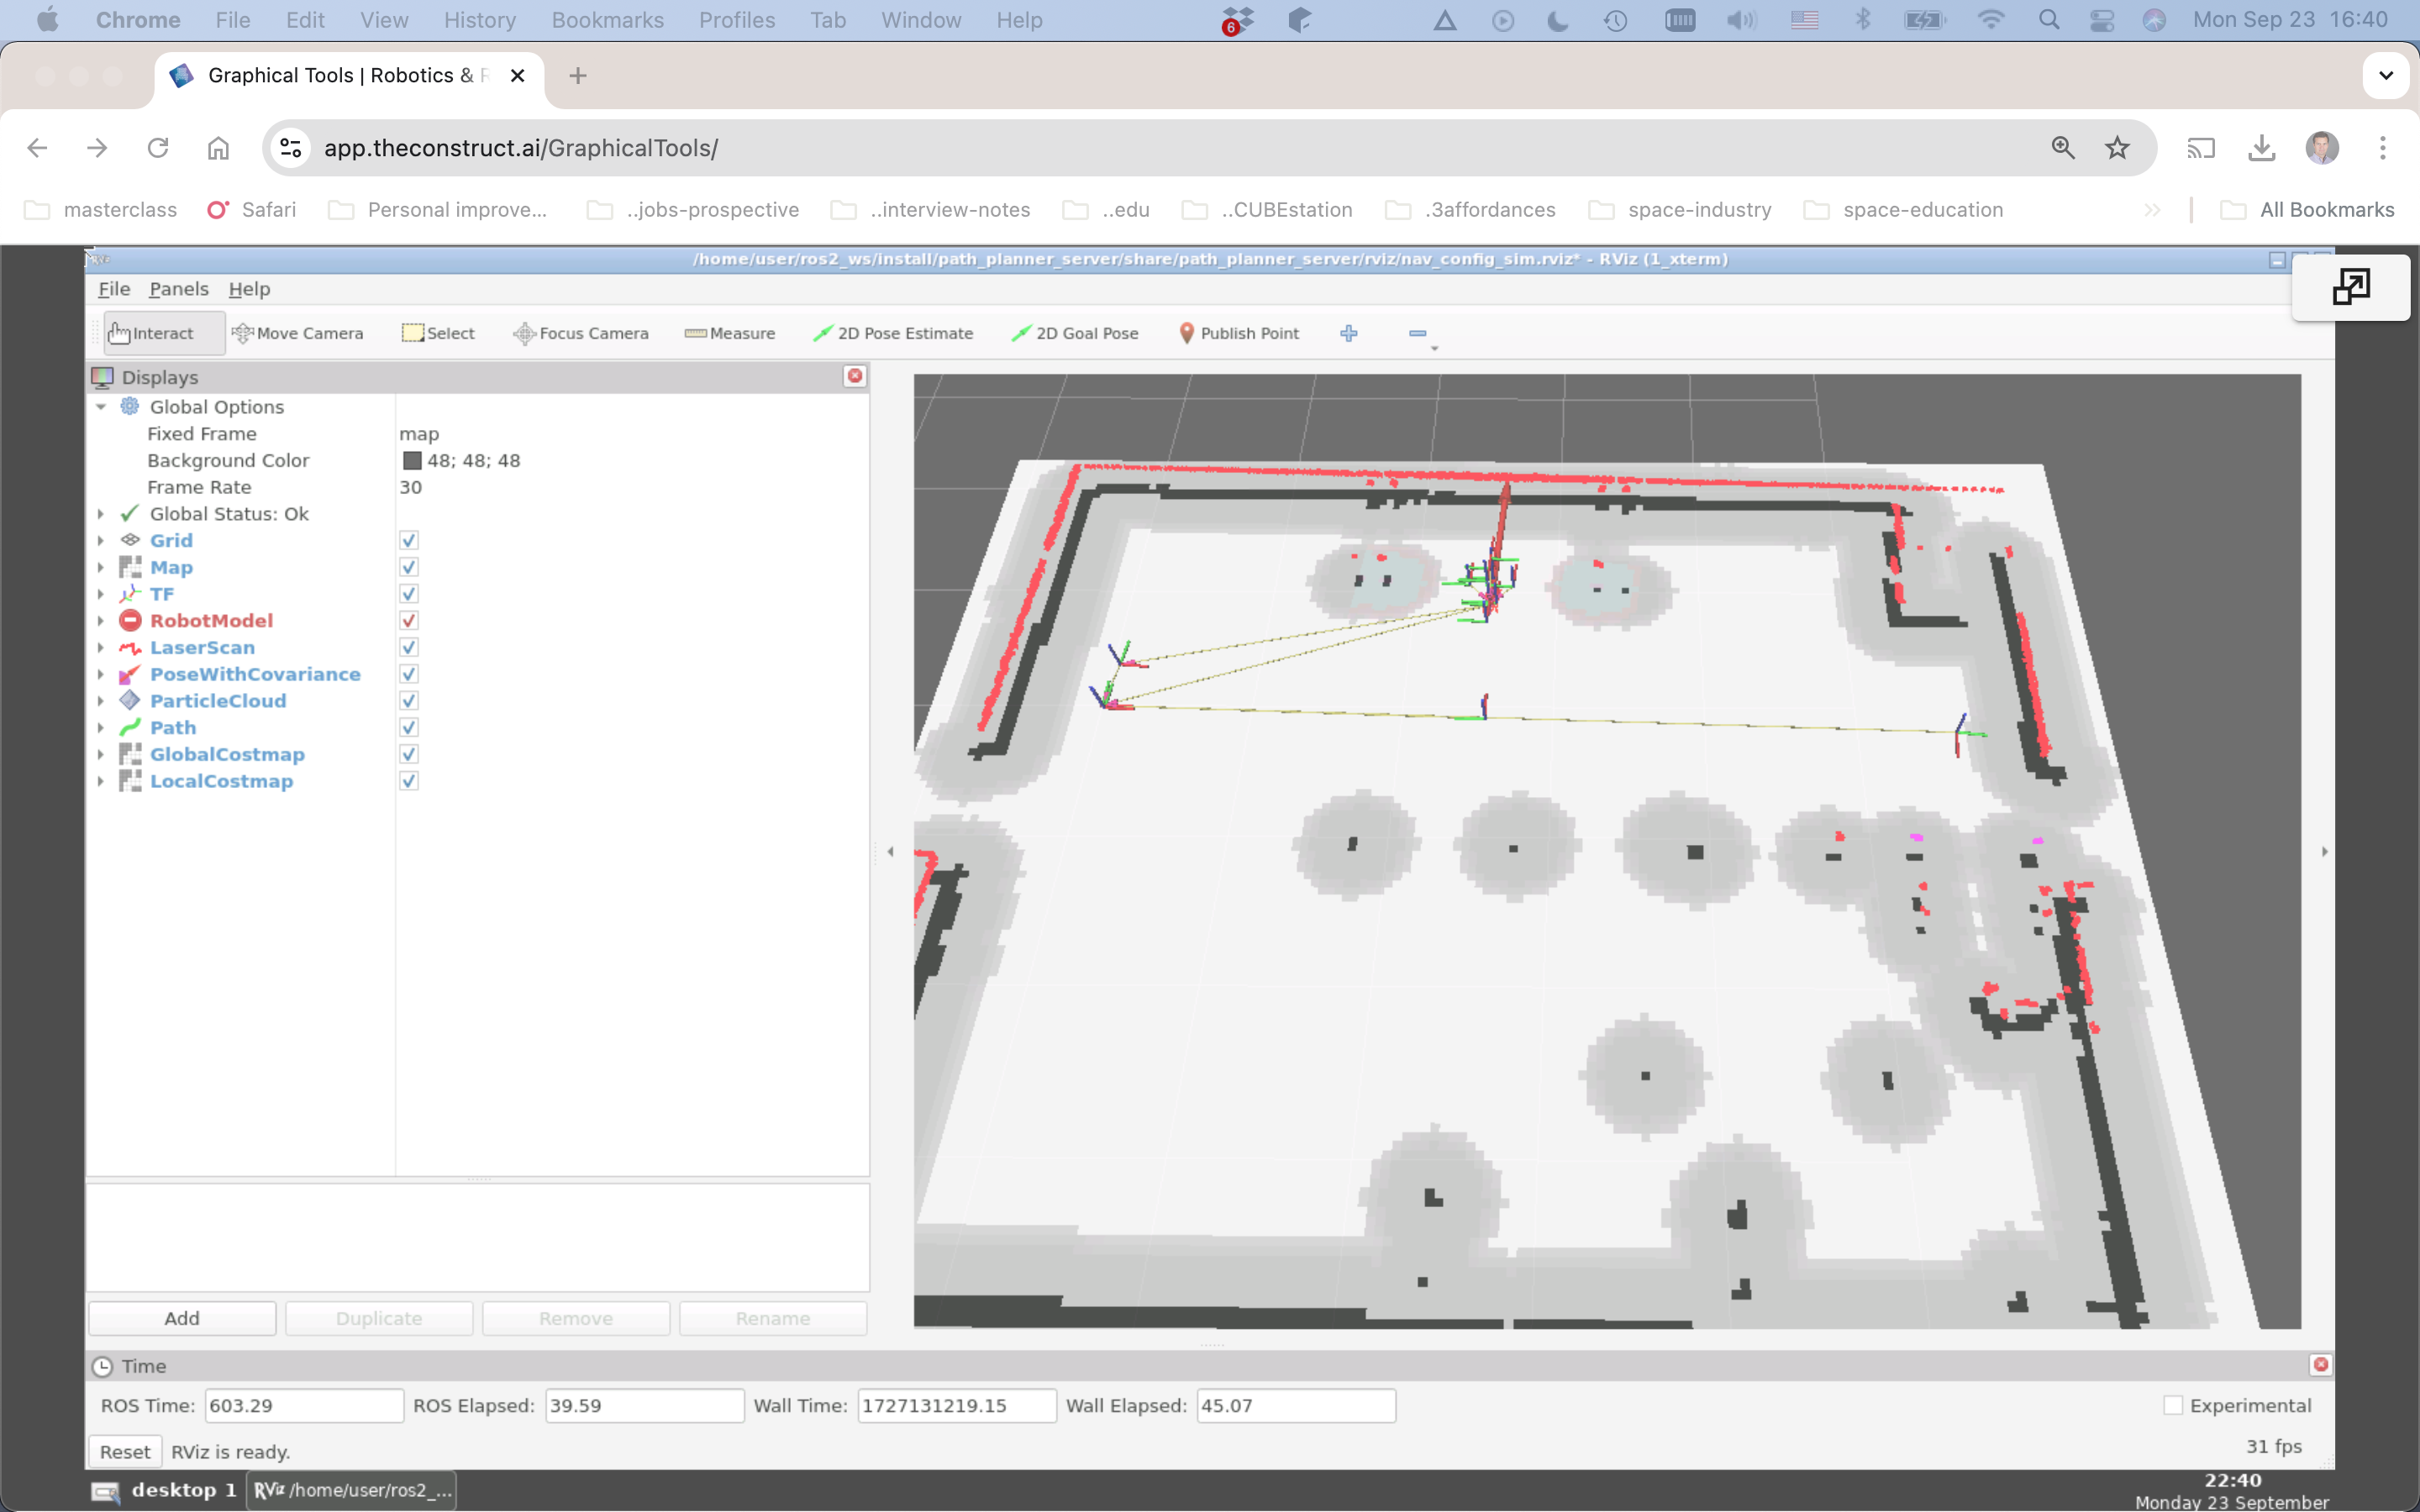 Chrome File Edit View History Bookmarks Profiles Tab Window Help 6 Mon Sep 23 16:40
Graphical Tools | Robotics &
app.theconstruct.ai/GraphicalTools/
masterclass Safari Personal improve... ..jobs-prospective ..interview-notes ..edu ..CUBEstation .3affordances space-industry space-education All Bookmarks
/home/user/ros2_ws/install/path_planner_server/share/path_planner_server/rviz/nav_config_sim.rviz* - RViz (1_xterm)
File Panels Help
Interact Move Camera Select Focus Camera Measure 2D Pose Estimate 2D Goal Pose Publish Point
Displays
Global Options
Fixed Frame map
Background Color 48; 48; 48
Frame Rate 30
Global Status: Ok
Grid
Map
TF
RobotModel
LaserScan
PoseWithCovariance
ParticleCloud
Path
GlobalCostmap
LocalCostmap
Add Duplicate Remove Rename
Time
ROS Time: 603.29 ROS Elapsed: 39.59 Wall Time: 1727131219.15 Wall Elapsed: 45.07 Experimental
Reset RViz is ready. 31 fps
desktop 1 RViz /home/user/ros2_... 22:40
Monday 23 September